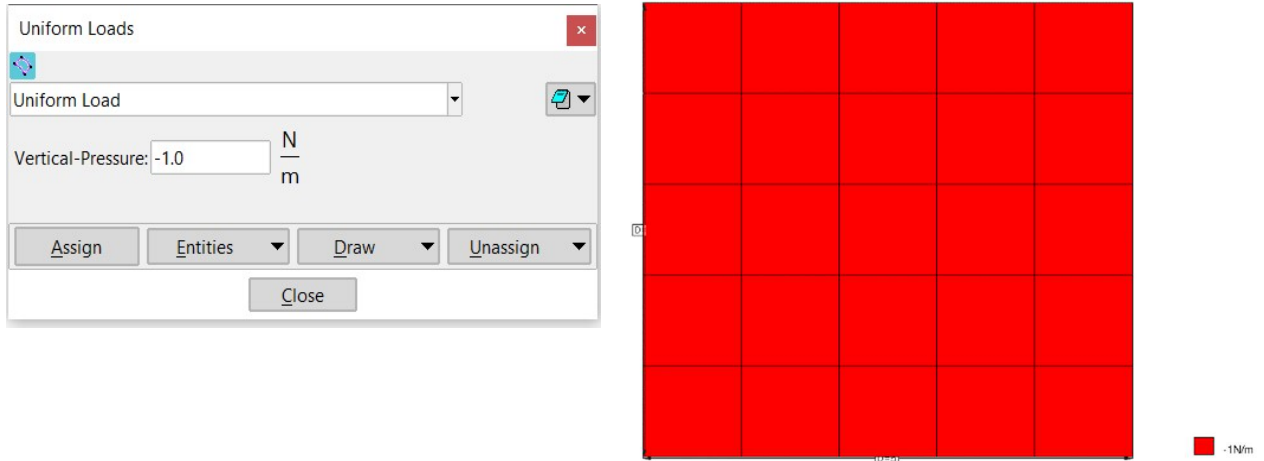 Uniform Loads
Uniform Load
Vertical-Pressure: -1.0 N
m
Assign Entities Draw Unassign
Close
D
-1N/m